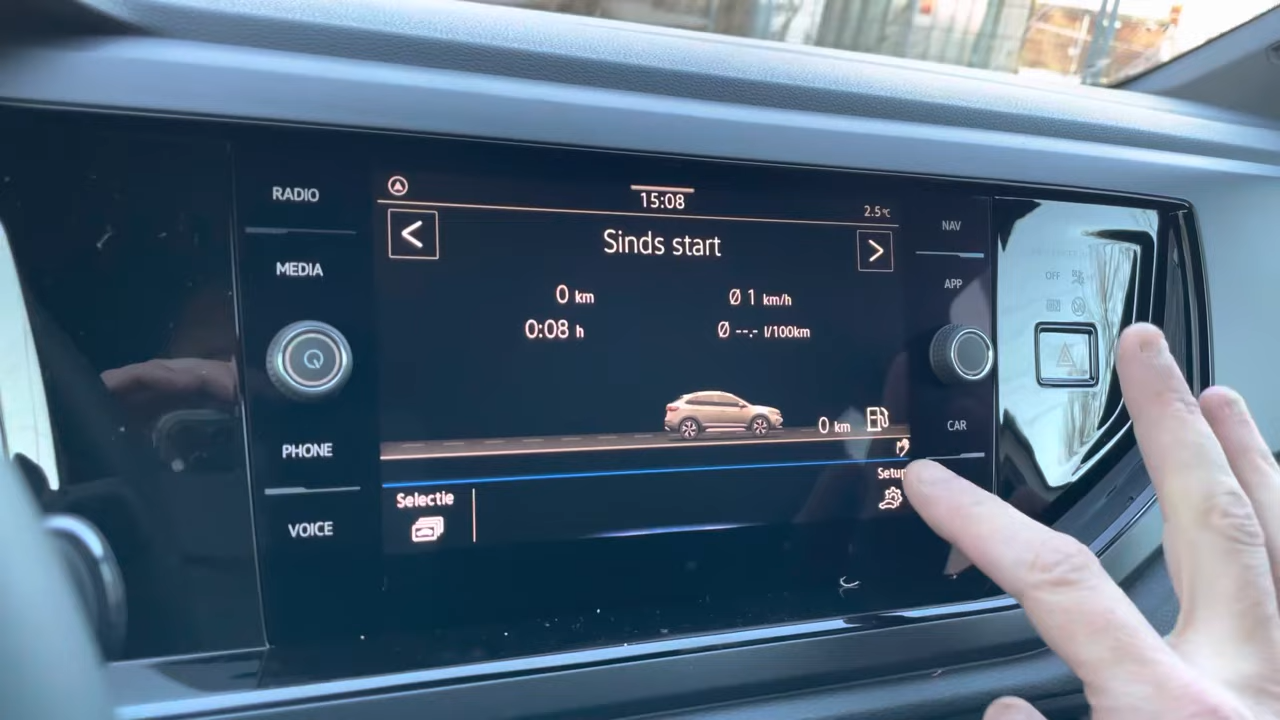 RADIO
MEDIA
PHONE
VOICE
15:08
2.5°C
<
Sinds start
>
0 km
Ø 1 km/h
0:08 h
Ø --.- l/100km
0 km
Selectie
Setup
NAV
APP
CAR
OFF